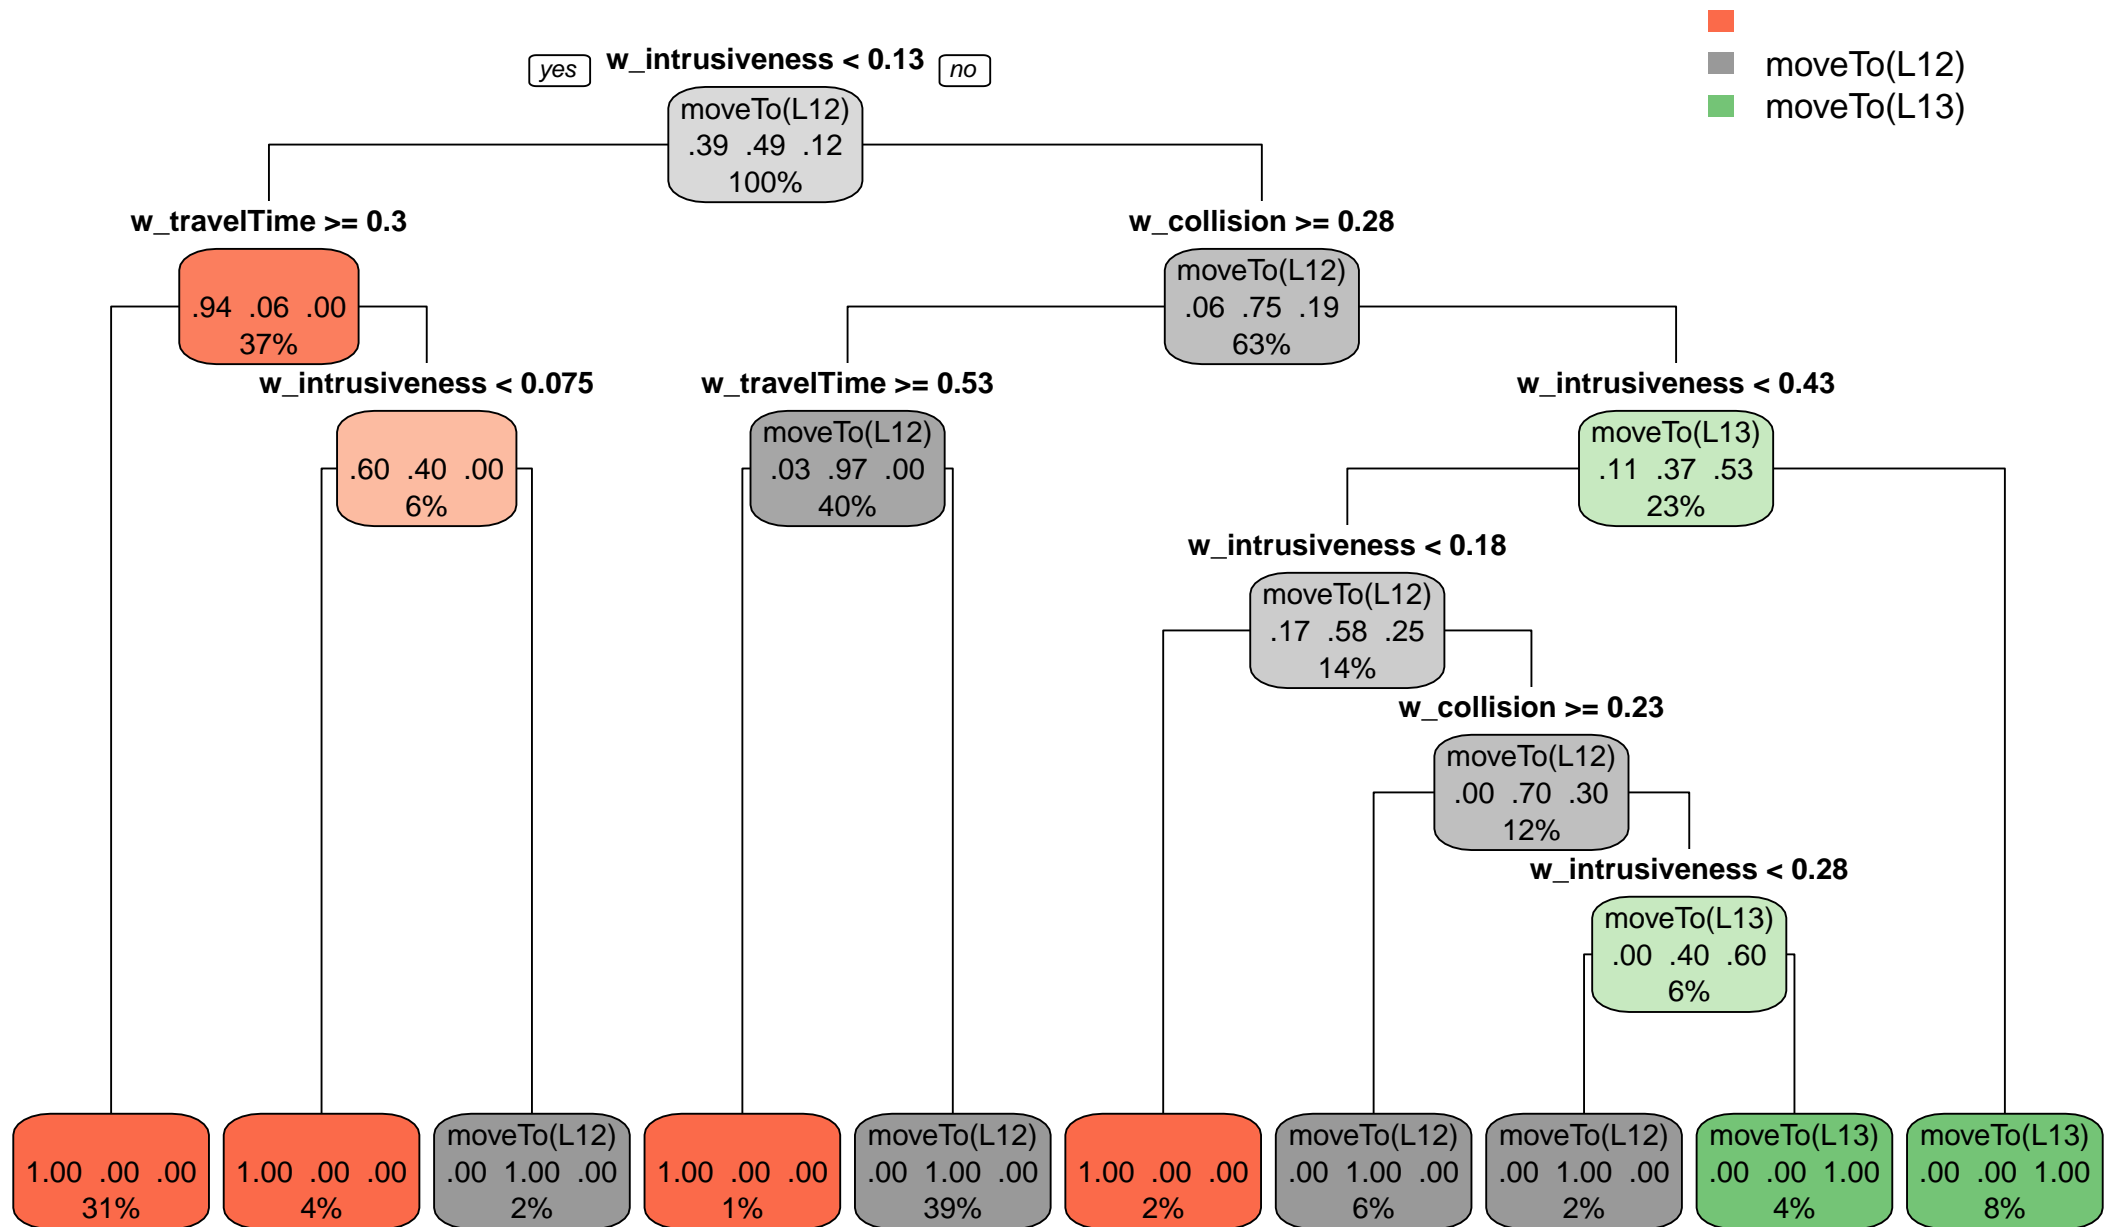 moveTo(L12)
moveTo(L13)
yes w_intrusiveness < 0.13 no
moveTo(L12)
.39 .49 .12
100%
w_travelTime >= 0.3
w_collision >= 0.28
.94 .06 .00
37%
moveTo(L12)
.06 .75 .19
63%
w_intrusiveness < 0.075
w_travelTime >= 0.53
w_intrusiveness < 0.43
.60 .40 .00
6%
moveTo(L12)
.03 .97 .00
40%
moveTo(L13)
.11 .37 .53
23%
w_intrusiveness < 0.18
moveTo(L12)
.17 .58 .25
14%
w_collision >= 0.23
moveTo(L12)
.00 .70 .30
12%
w_intrusiveness < 0.28
moveTo(L13)
.00 .40 .60
6%
1.00 .00 .00
31%
1.00 .00 .00
4%
moveTo(L12)
.00 1.00 .00
2%
1.00 .00 .00
1%
moveTo(L12)
.00 1.00 .00
39%
1.00 .00 .00
2%
moveTo(L12)
.00 1.00 .00
6%
moveTo(L12)
.00 1.00 .00
2%
moveTo(L13)
.00 .00 1.00
4%
moveTo(L13)
.00 .00 1.00
8%